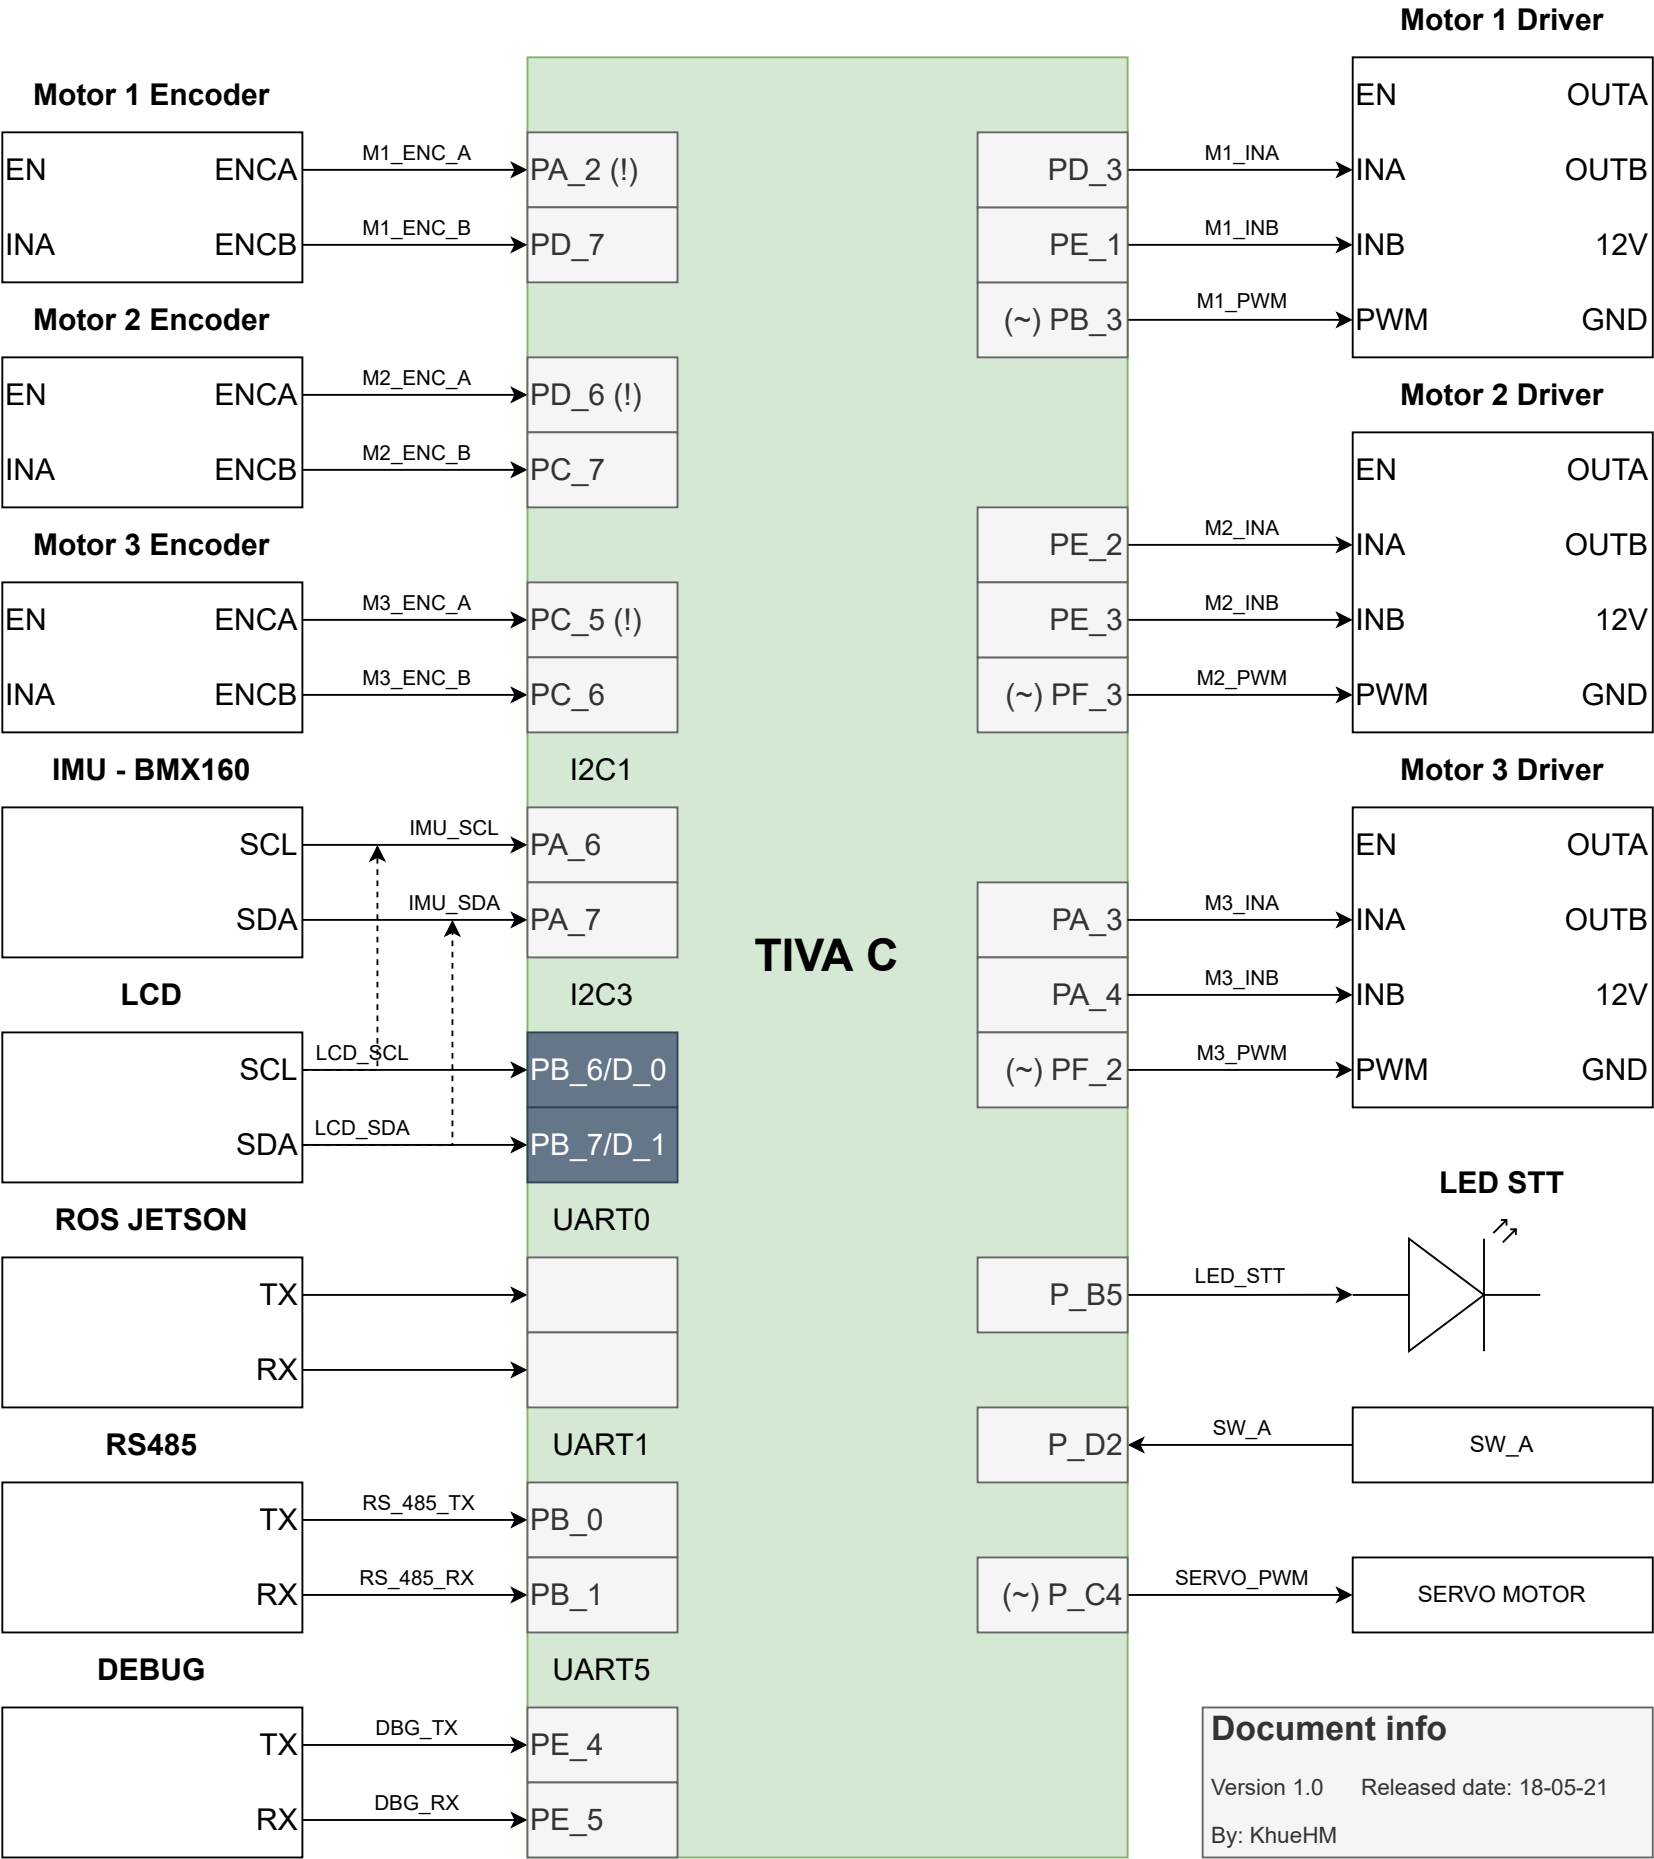 Motor 1 Encoder
EN ENCA M1_ENC_A PA_2 (!)
INA ENCB M1_ENC_B PD_7
Motor 2 Encoder
EN ENCA M2_ENC_A PD_6 (!)
INA ENCB M2_ENC_B PC_7
Motor 3 Encoder
EN ENCA M3_ENC_A PC_5 (!)
INA ENCB M3_ENC_B PC_6
IMU - BMX160 I2C1
SCL IMU_SCL PA_6
SDA IMU_SDA PA_7
LCD I2C3
SCL LCD_SCL PB_6/D_0
SDA LCD_SDA PB_7/D_1
ROS JETSON UART0
TX
RX
RS485 UART1
TX RS_485_TX PB_0
RX RS_485_RX PB_1
DEBUG UART5
TX DBG_TX PE_4
RX DBG_RX PE_5
TIVA C
Motor 1 Driver
EN OUTA
PD_3 M1_INA INA OUTB
PE_1 M1_INB INB 12V
(~) PB_3 M1_PWM PWM GND
Motor 2 Driver
EN OUTA
PE_2 M2_INA INA OUTB
PE_3 M2_INB INB 12V
(~) PF_3 M2_PWM PWM GND
Motor 3 Driver
EN OUTA
PA_3 M3_INA INA OUTB
PA_4 M3_INB INB 12V
(~) PF_2 M3_PWM PWM GND
LED STT
P_B5 LED_STT
P_D2 SW_A SW_A
(~) P_C4 SERVO_PWM SERVO MOTOR
Document info
Version 1.0 Released date: 18-05-21
By: KhueHM